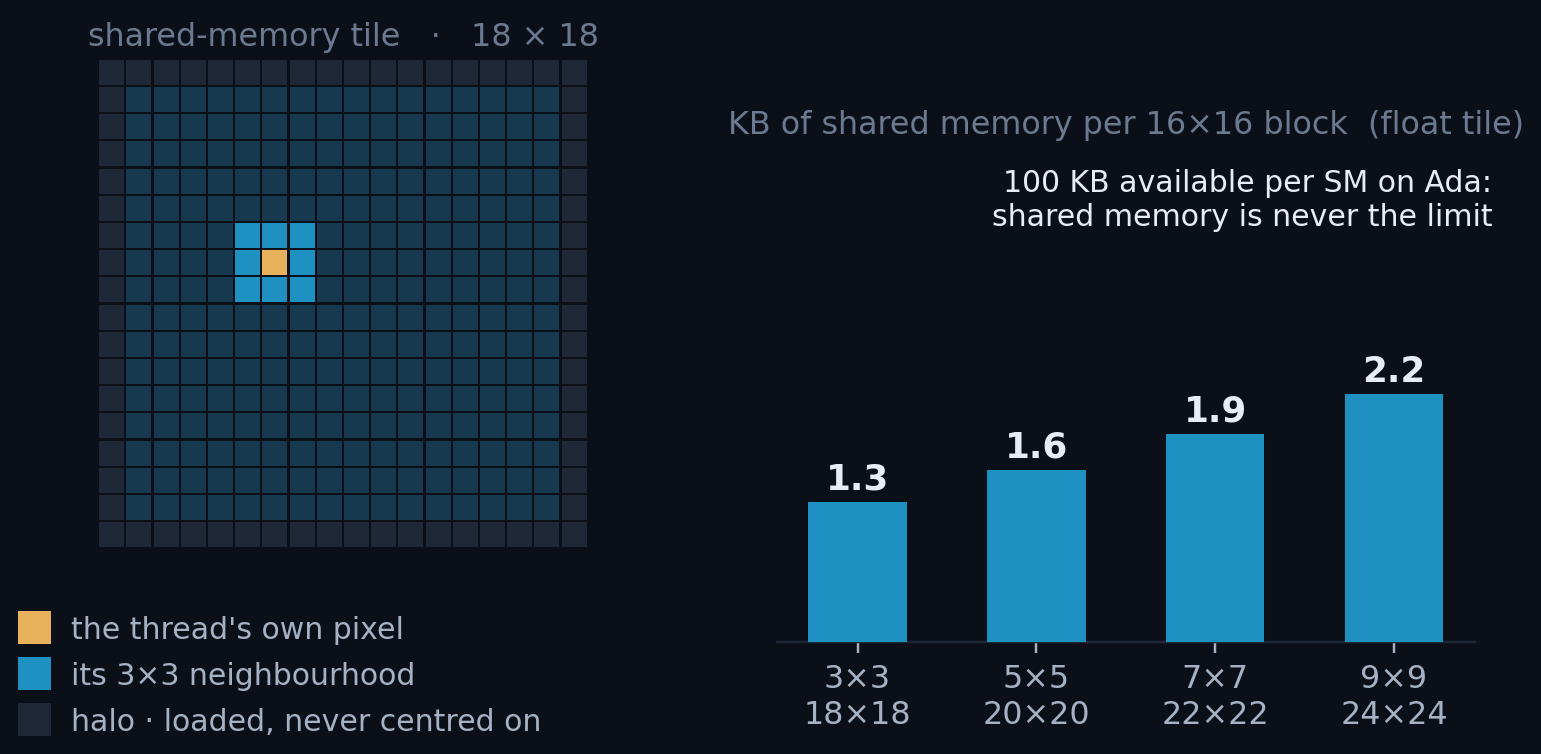 shared-memory tile · 18 × 18
the thread's own pixel
its 3×3 neighbourhood
halo · loaded, never centred on
KB of shared memory per 16×16 block (float tile)
100 KB available per SM on Ada:
shared memory is never the limit
1.3
1.6
1.9
2.2
3×3
18×18
5×5
20×20
7×7
22×22
9×9
24×24